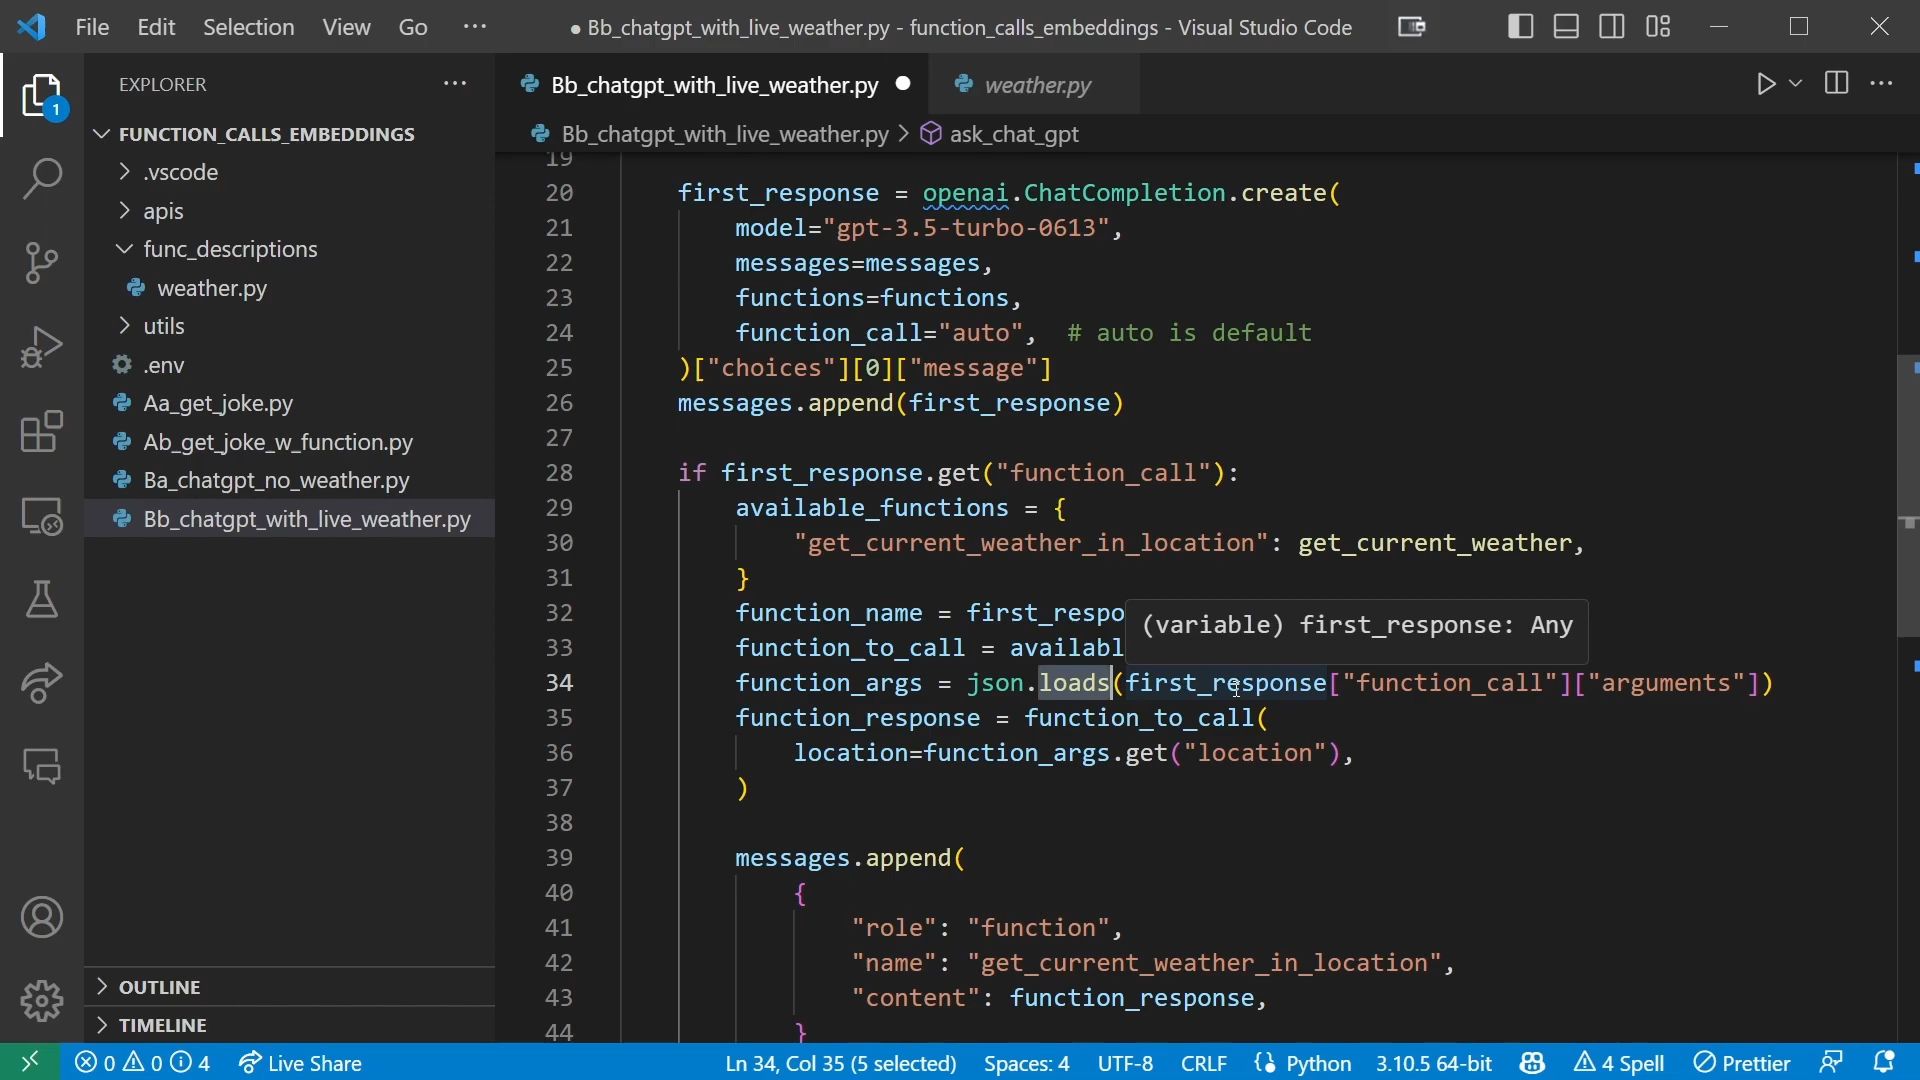 File Edit Selection View Go ··· ● Bb_chatgpt_with_live_weather.py - function_calls_embeddings - Visual Studio Code
EXPLORER ···
1
FUNCTION_CALLS_EMBEDDINGS
.vscode
apis
func_descriptions
weather.py
utils
.env
Aa_get_joke.py
Ab_get_joke_w_function.py
Ba_chatgpt_no_weather.py
Bb_chatgpt_with_live_weather.py
OUTLINE
TIMELINE
Bb_chatgpt_with_live_weather.py ● weather.py
Bb_chatgpt_with_live_weather.py > ask_chat_gpt
19
20 first_response = openai.ChatCompletion.create(
21 model="gpt-3.5-turbo-0613",
22 messages=messages,
23 functions=functions,
24 function_call="auto",  # auto is default
25 )["choices"][0]["message"]
26 messages.append(first_response)
27
28 if first_response.get("function_call"):
29 available_functions = {
30 "get_current_weather_in_location": get_current_weather,
31 }
32 function_name = first_respo
(variable) first_response: Any
33 function_to_call = availabl
34 function_args = json.loads(first_response["function_call"]["arguments"])
35 function_response = function_to_call(
36 location=function_args.get("location"),
37 )
38
39 messages.append(
40 {
41 "role": "function",
42 "name": "get_current_weather_in_location",
43 "content": function_response,
44 }
0 0 4 Live Share Ln 34, Col 35 (5 selected) Spaces: 4 UTF-8 CRLF {} Python 3.10.5 64-bit 4 Spell Prettier